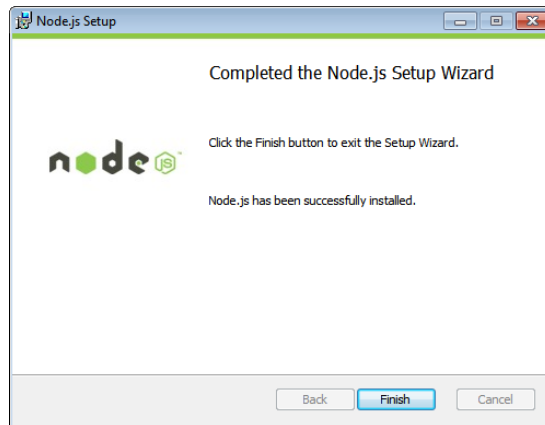 Node.js Setup
Completed the Node.js Setup Wizard
Click the Finish button to exit the Setup Wizard.
node JS™
Node.js has been successfully installed.
Back Finish Cancel